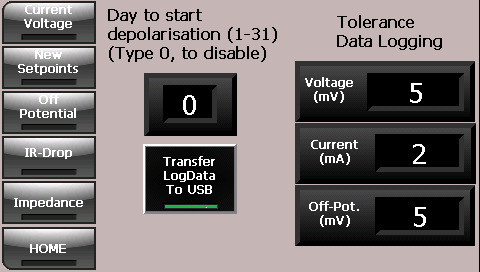 Current
Voltage
New
Setpoints
Off
Potential
IR-Drop
Impedance
HOME
Day to start
depolarisation (1-31)
(Type 0, to disable)
0
Transfer
LogData
To USB
Tolerance
Data Logging
Voltage
(mV)
5
Current
(mA)
2
Off-Pot.
(mV)
5